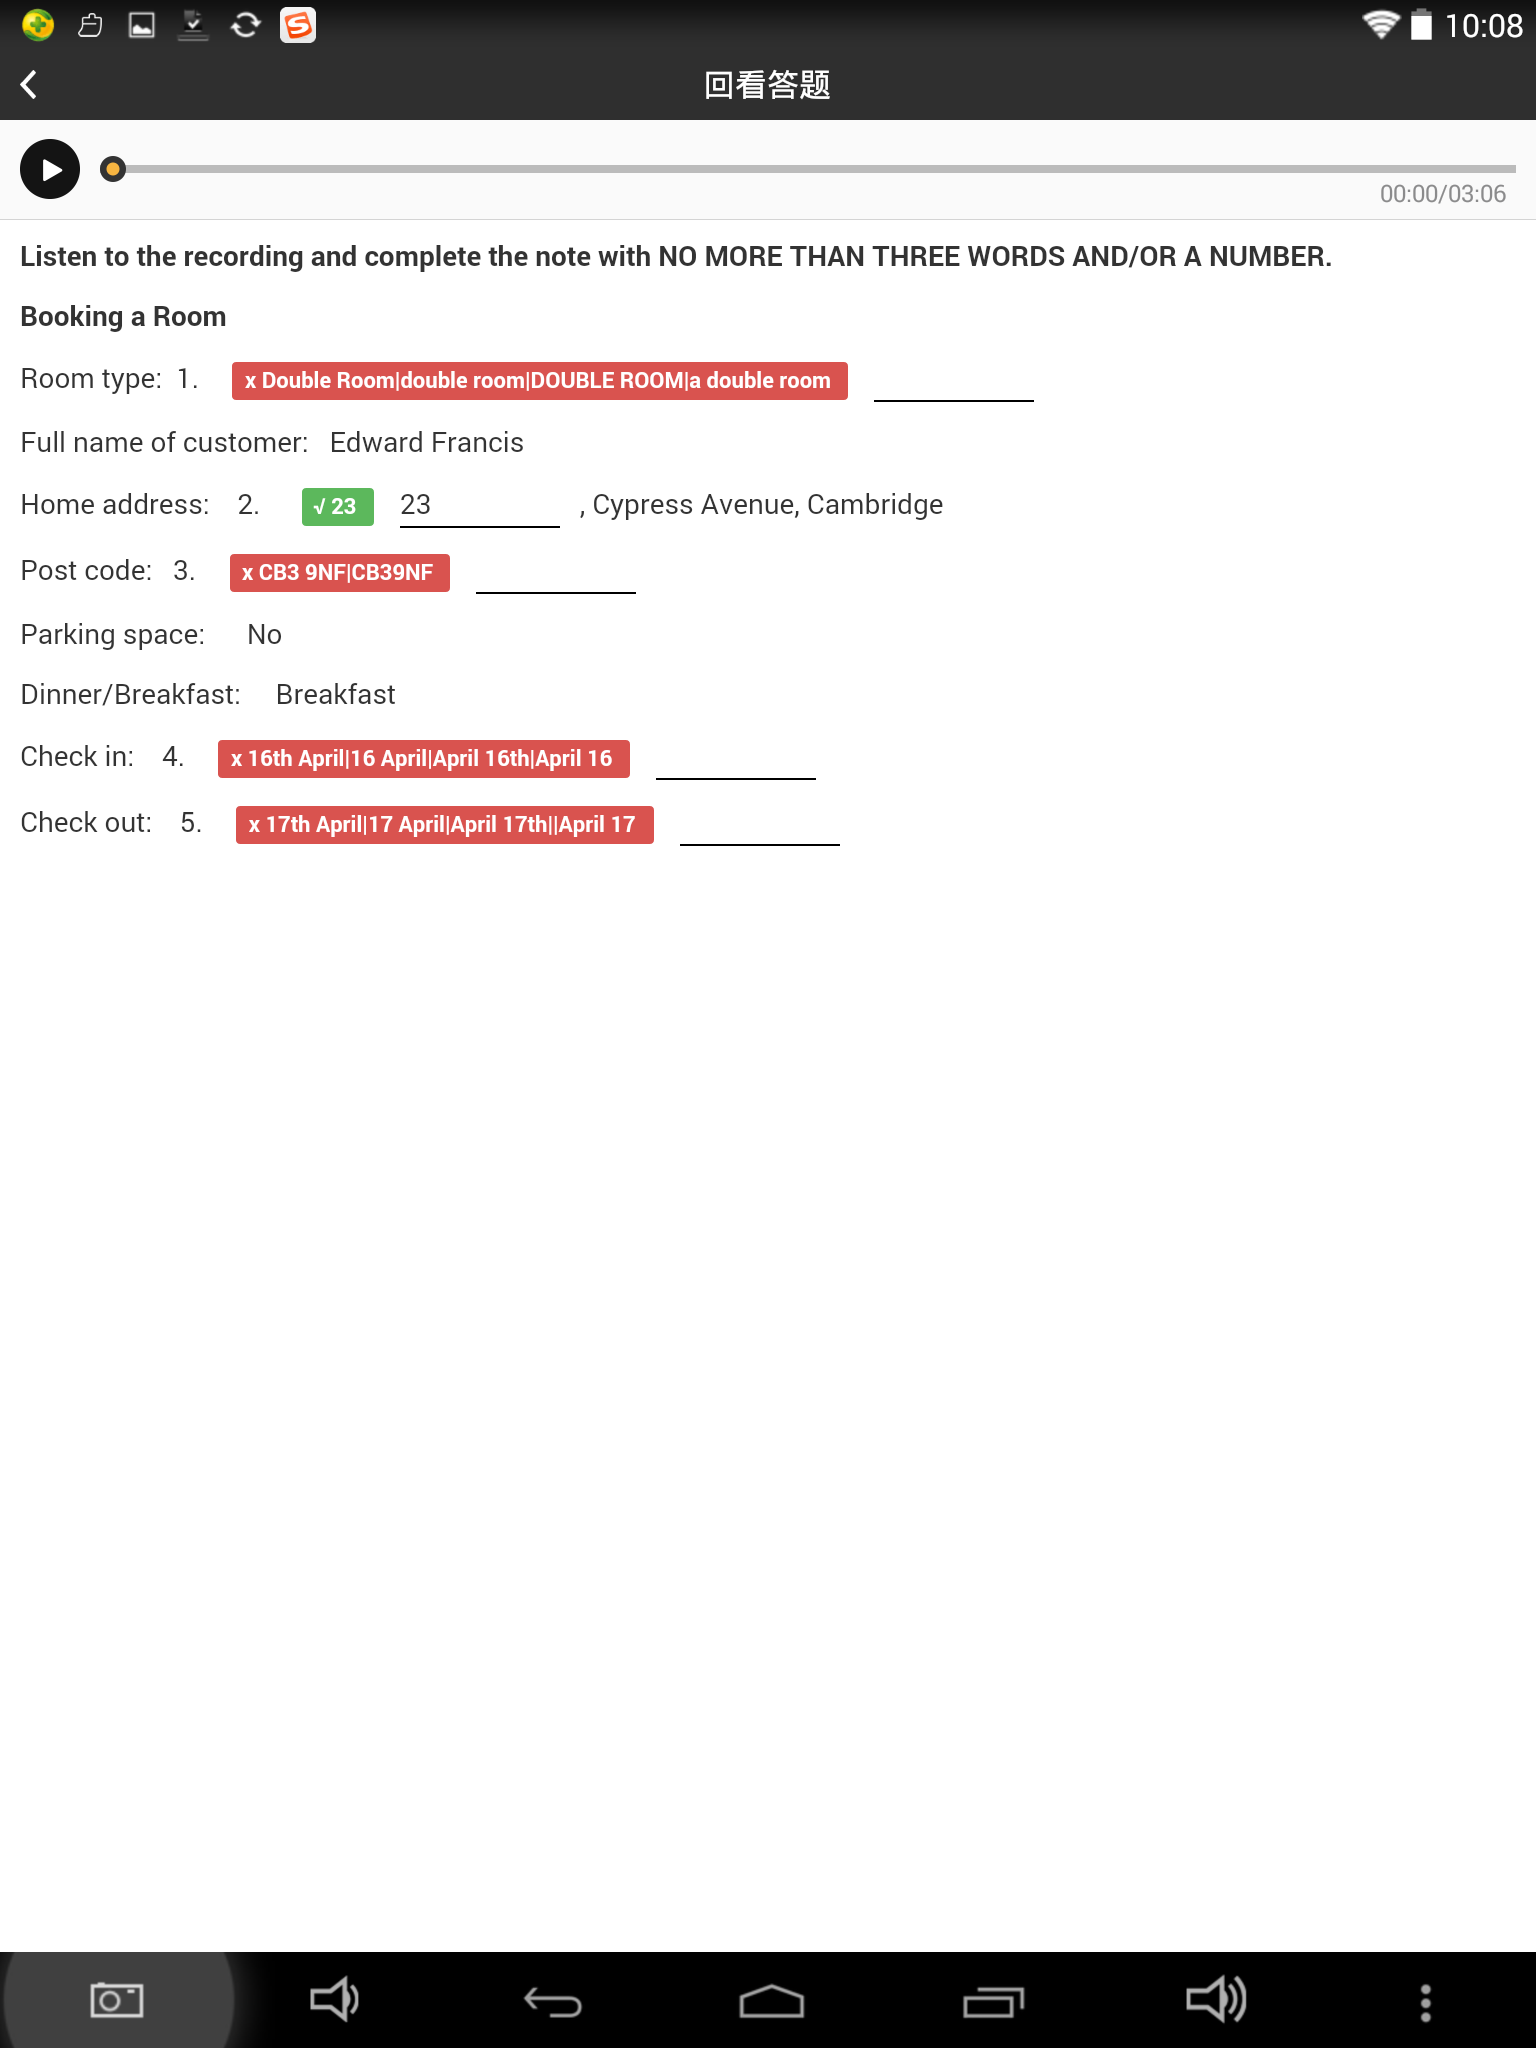 10:08
回看答题
00:00/03:06
Listen to the recording and complete the note with NO MORE THAN THREE WORDS AND/OR A NUMBER.
Booking a Room
Room type: 1. x Double Room|double room|DOUBLE ROOM|a double room
Full name of customer: Edward Francis
Home address: 2. √ 23 23 , Cypress Avenue, Cambridge
Post code: 3. x CB3 9NF|CB39NF
Parking space: No
Dinner/Breakfast: Breakfast
Check in: 4. x 16th April|16 April|April 16th|April 16
Check out: 5. x 17th April|17 April|April 17th||April 17